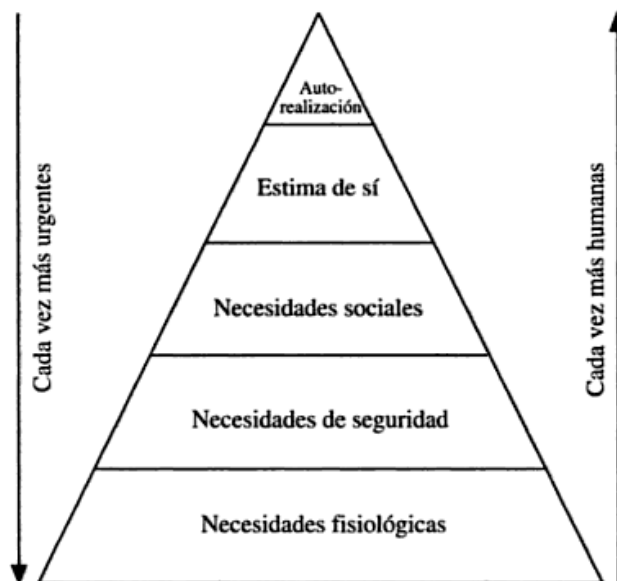 Auto-
realización
Estima de sí
Necesidades sociales
Necesidades de seguridad
Necesidades fisiológicas
Cada vez más urgentes
Cada vez más humanas